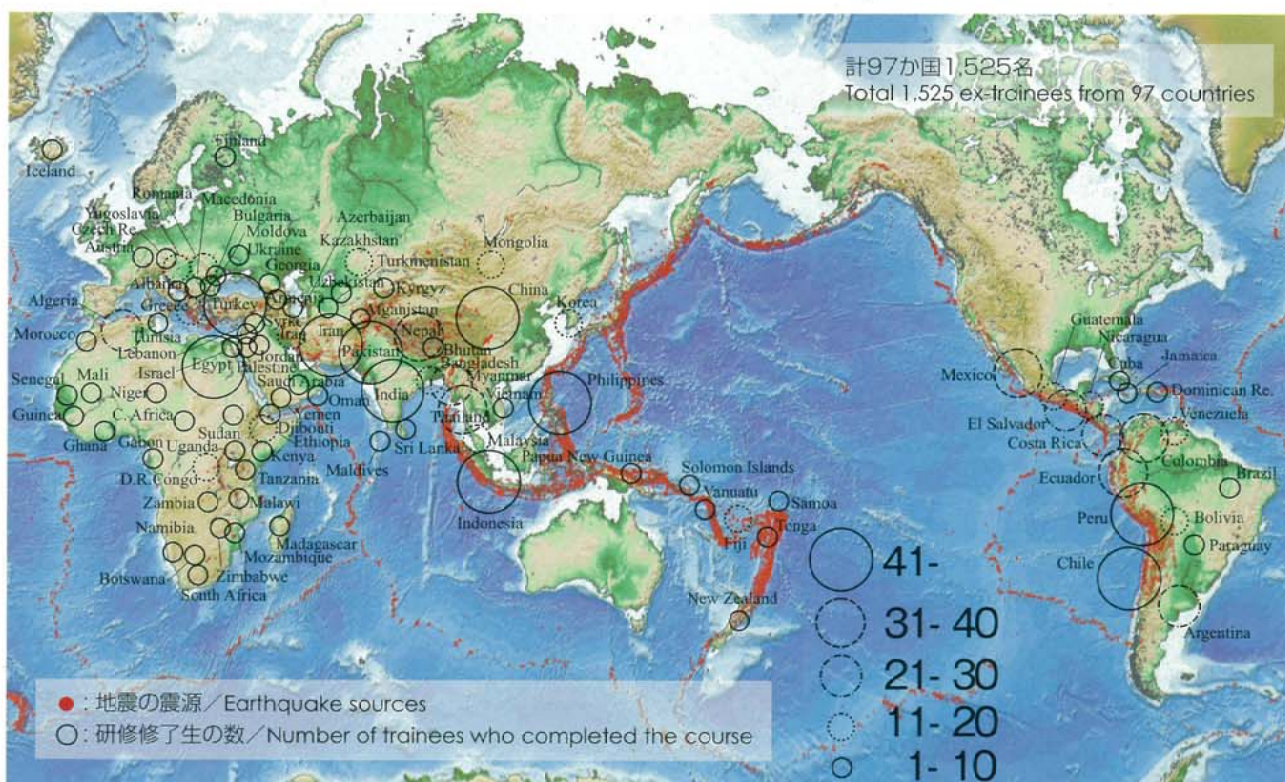 計97か国1,525名
Total 1,525 ex-trcinees from 97 countries
Iceland
Finland
Romania
Macedonia
Yugoslavia
Bulgaria
Azerbaijan
Czech Re.
Moldova
Kazakhstan
Mongolia
Austria
Ukraine
Turkmenistan
Georgia
Uzbekistan
Albania
Kyrgyz
China
Algeria
Greece
Turkey
Armenia
Afganistan
Korea
Morocco
Tunisia
Syria
Iraq
Iran
Nepal
Guatemala
Lebanon
Egypt
Jordan
Pakistan
Bhutan
Nicaragua
Israel
Palestine
Bangladesh
Cuba
Jamaica
Senegal
Mali
Niger
Saudi Arabia
India
Myanmar
Philippines
Mexico
Dominican Re.
Oman
Vietnam
Guinea
C. Africa
Yemen
Thailand
Venezuela
Djibouti
El Salvador
Ghana
Gabon
Sudan
Ethiopia
Sri Lanka
Malaysia
Costa Rica
Uganda
Kenya
Maldives
Papua New Guinea
Colombia
D.R.Congo
Tanzania
Solomon Islands
Ecuador
Brazil
Zambia
Malawi
Vanuatu
Samoa
Indonesia
Peru
Bolivia
Namibia
Tonga
Madagascar
Fiji
Paraguay
Mozambique
Chile
Botswana
Zimbabwe
South Africa
New Zealand
Argentina
41-
31- 40
21- 30
11- 20
1- 10
: 地震の震源／Earthquake sources
: 研修修了生の数／Number of trainees who completed the course